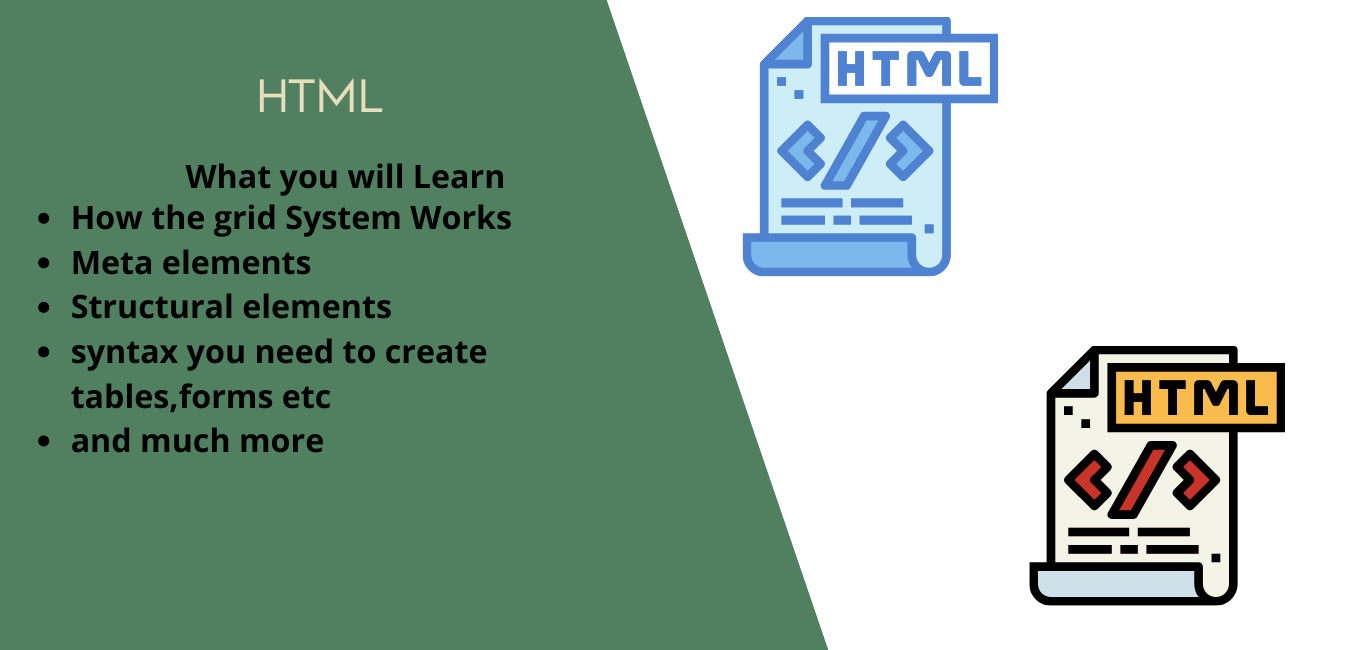 HTML
What you will Learn
• How the grid System Works
• Meta elements
• Structural elements
• syntax you need to create
tables,forms etc
• and much more
HTML
</>
HTML
</>